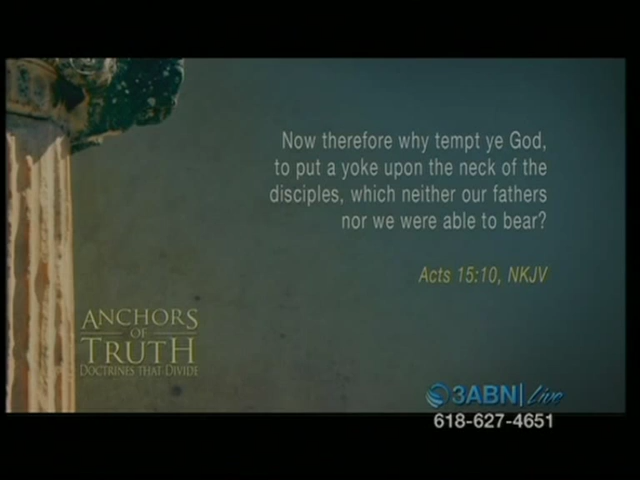 Now therefore why tempt ye God,
to put a yoke upon the neck of the
disciples, which neither our fathers
nor we were able to bear?
Acts 15:10, NKJV
ANCHORS
OF
TRUTH
DOCTRINES THAT DIVIDE
3ABN| Live
618-627-4651